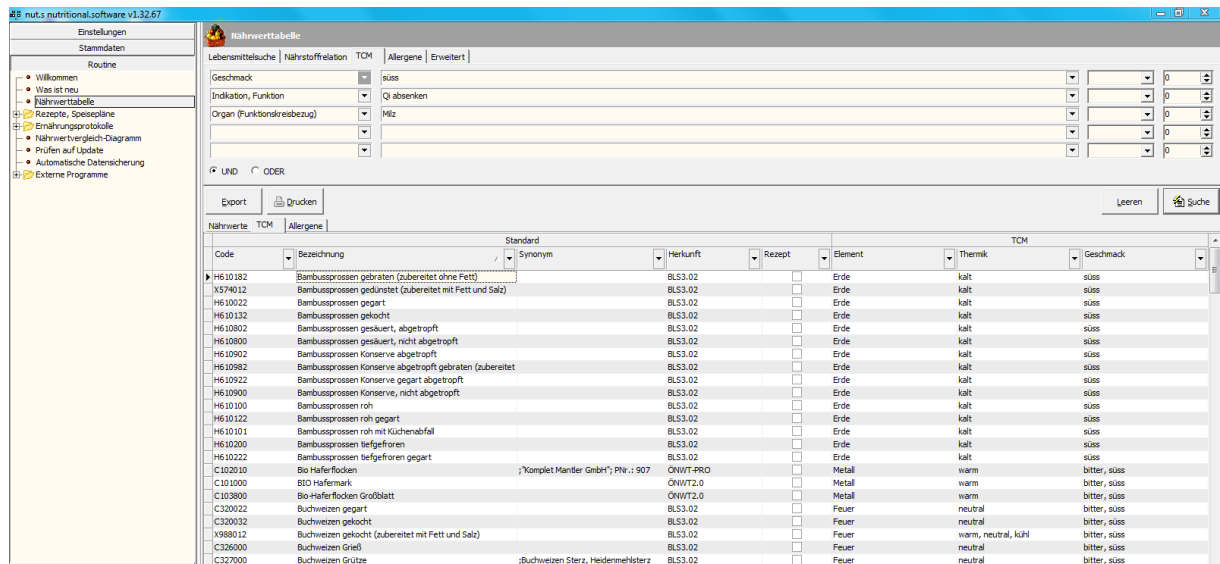 nut.s nutritional.software v1.32.67
Einstellungen
Stammdaten
Routine
Willkommen
Was ist neu
Nährwerttabelle
Rezepte, Speisepläne
Ernährungsprotokolle
Nährwertvergleich-Diagramm
Prüfen auf Update
Automatische Datensicherung
Externe Programme
Nährwerttabelle
Lebensmittelsuche Nährstoffrelation TCM Allergene Erweitert
Geschmack süss 0
Indikation, Funktion Qi absenken 0
Organ (Funktionskreisbezug) Milz 0
0
0
UND ODER
Export Drucken Leeren Suche
Nährwerte TCM Allergene
Standard TCM
Code Bezeichnung Synonym Herkunft Rezept Element Thermik Geschmack
H610182 Bambussprossen gebraten (zubereitet ohne Fett) BLS3.02 Erde kalt süss
X574012 Bambussprossen gedünstet (zubereitet mit Fett und Salz) BLS3.02 Erde kalt süss
H610022 Bambussprossen gegart BLS3.02 Erde kalt süss
H610132 Bambussprossen gekocht BLS3.02 Erde kalt süss
H610802 Bambussprossen gesäuert, abgetropft BLS3.02 Erde kalt süss
H610800 Bambussprossen gesäuert, nicht abgetropft BLS3.02 Erde kalt süss
H610902 Bambussprossen Konserve abgetropft BLS3.02 Erde kalt süss
H610982 Bambussprossen Konserve abgetropft gebraten (zubereitet BLS3.02 Erde kalt süss
H610922 Bambussprossen Konserve gegart abgetropft BLS3.02 Erde kalt süss
H610900 Bambussprossen Konserve, nicht abgetropft BLS3.02 Erde kalt süss
H610100 Bambussprossen roh BLS3.02 Erde kalt süss
H610122 Bambussprossen roh gegart BLS3.02 Erde kalt süss
H610101 Bambussprossen roh mit Küchenabfall BLS3.02 Erde kalt süss
H610200 Bambussprossen tiefgefroren BLS3.02 Erde kalt süss
H610222 Bambussprossen tiefgefroren gegart BLS3.02 Erde kalt süss
C102010 Bio Haferflocken ;"Komplet Mantler GmbH"; PNr.: 907 ÖNWT-PRO Metall warm bitter, süss
C101000 BIO Hafermark ÖNWT2.0 Metall warm bitter, süss
C103800 Bio-Haferflocken Großblatt ÖNWT2.0 Metall warm bitter, süss
C320022 Buchweizen gegart BLS3.02 Feuer neutral bitter, süss
C320032 Buchweizen gekocht BLS3.02 Feuer neutral bitter, süss
X988012 Buchweizen gekocht (zubereitet mit Fett und Salz) BLS3.02 Feuer warm, neutral, kühl bitter, süss
C326000 Buchweizen Grieß BLS3.02 Feuer neutral bitter, süss
C327000 Buchweizen Grütze ;Buchweizen Sterz, Heidenmehlsterz BLS3.02 Feuer neutral bitter, süss